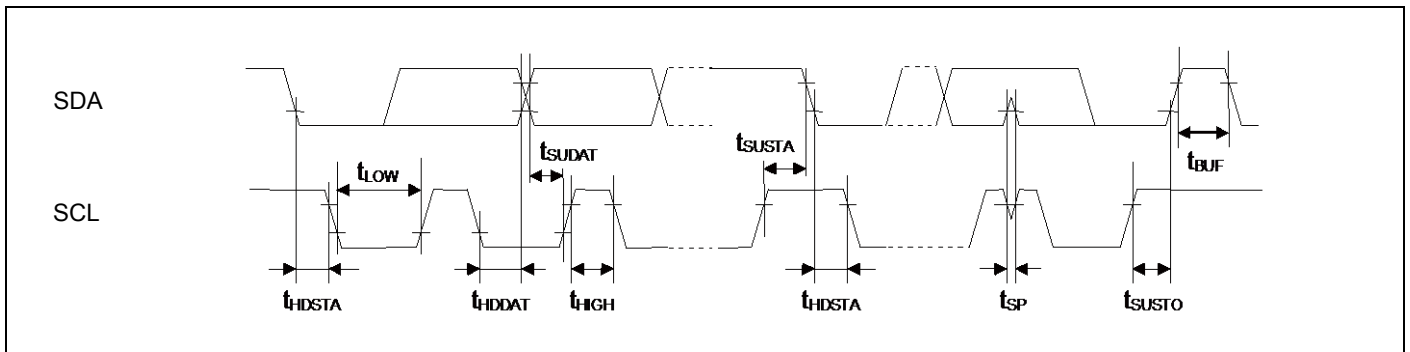 SDA
tSUDAT
tSUSTA
tBUF
tLOW
SCL
tHDSTA
tHDDAT
tHIGH
tHDSTA
tSP
tSUSTO